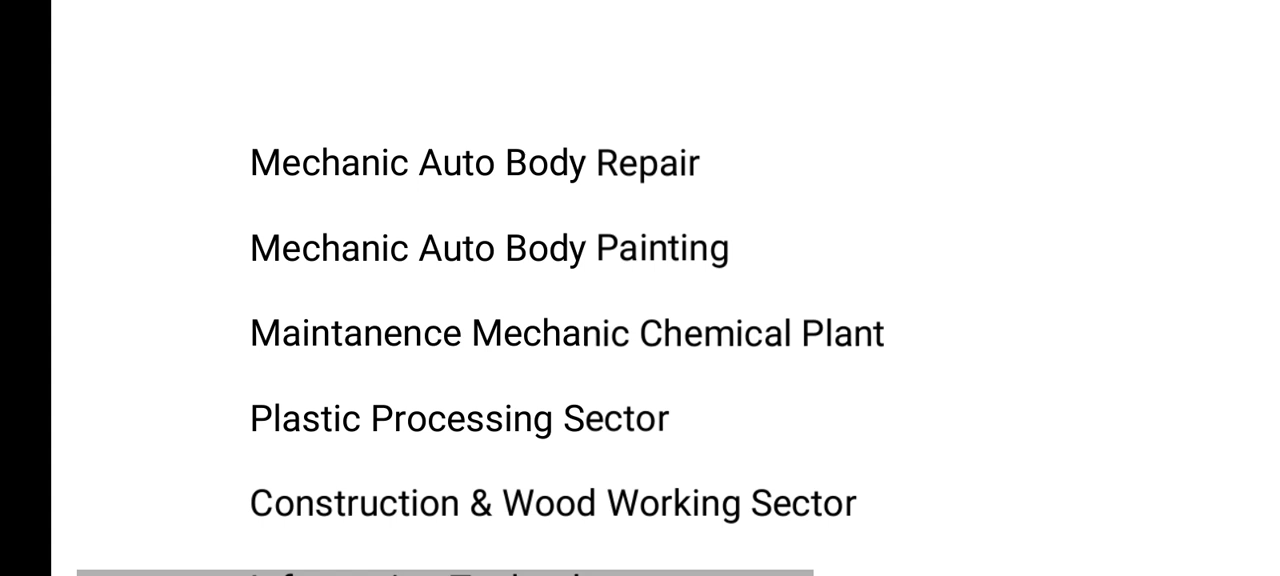 Mechanic Auto Body Repair
Mechanic Auto Body Painting
Maintanence Mechanic Chemical Plant
Plastic Processing Sector
Construction & Wood Working Sector